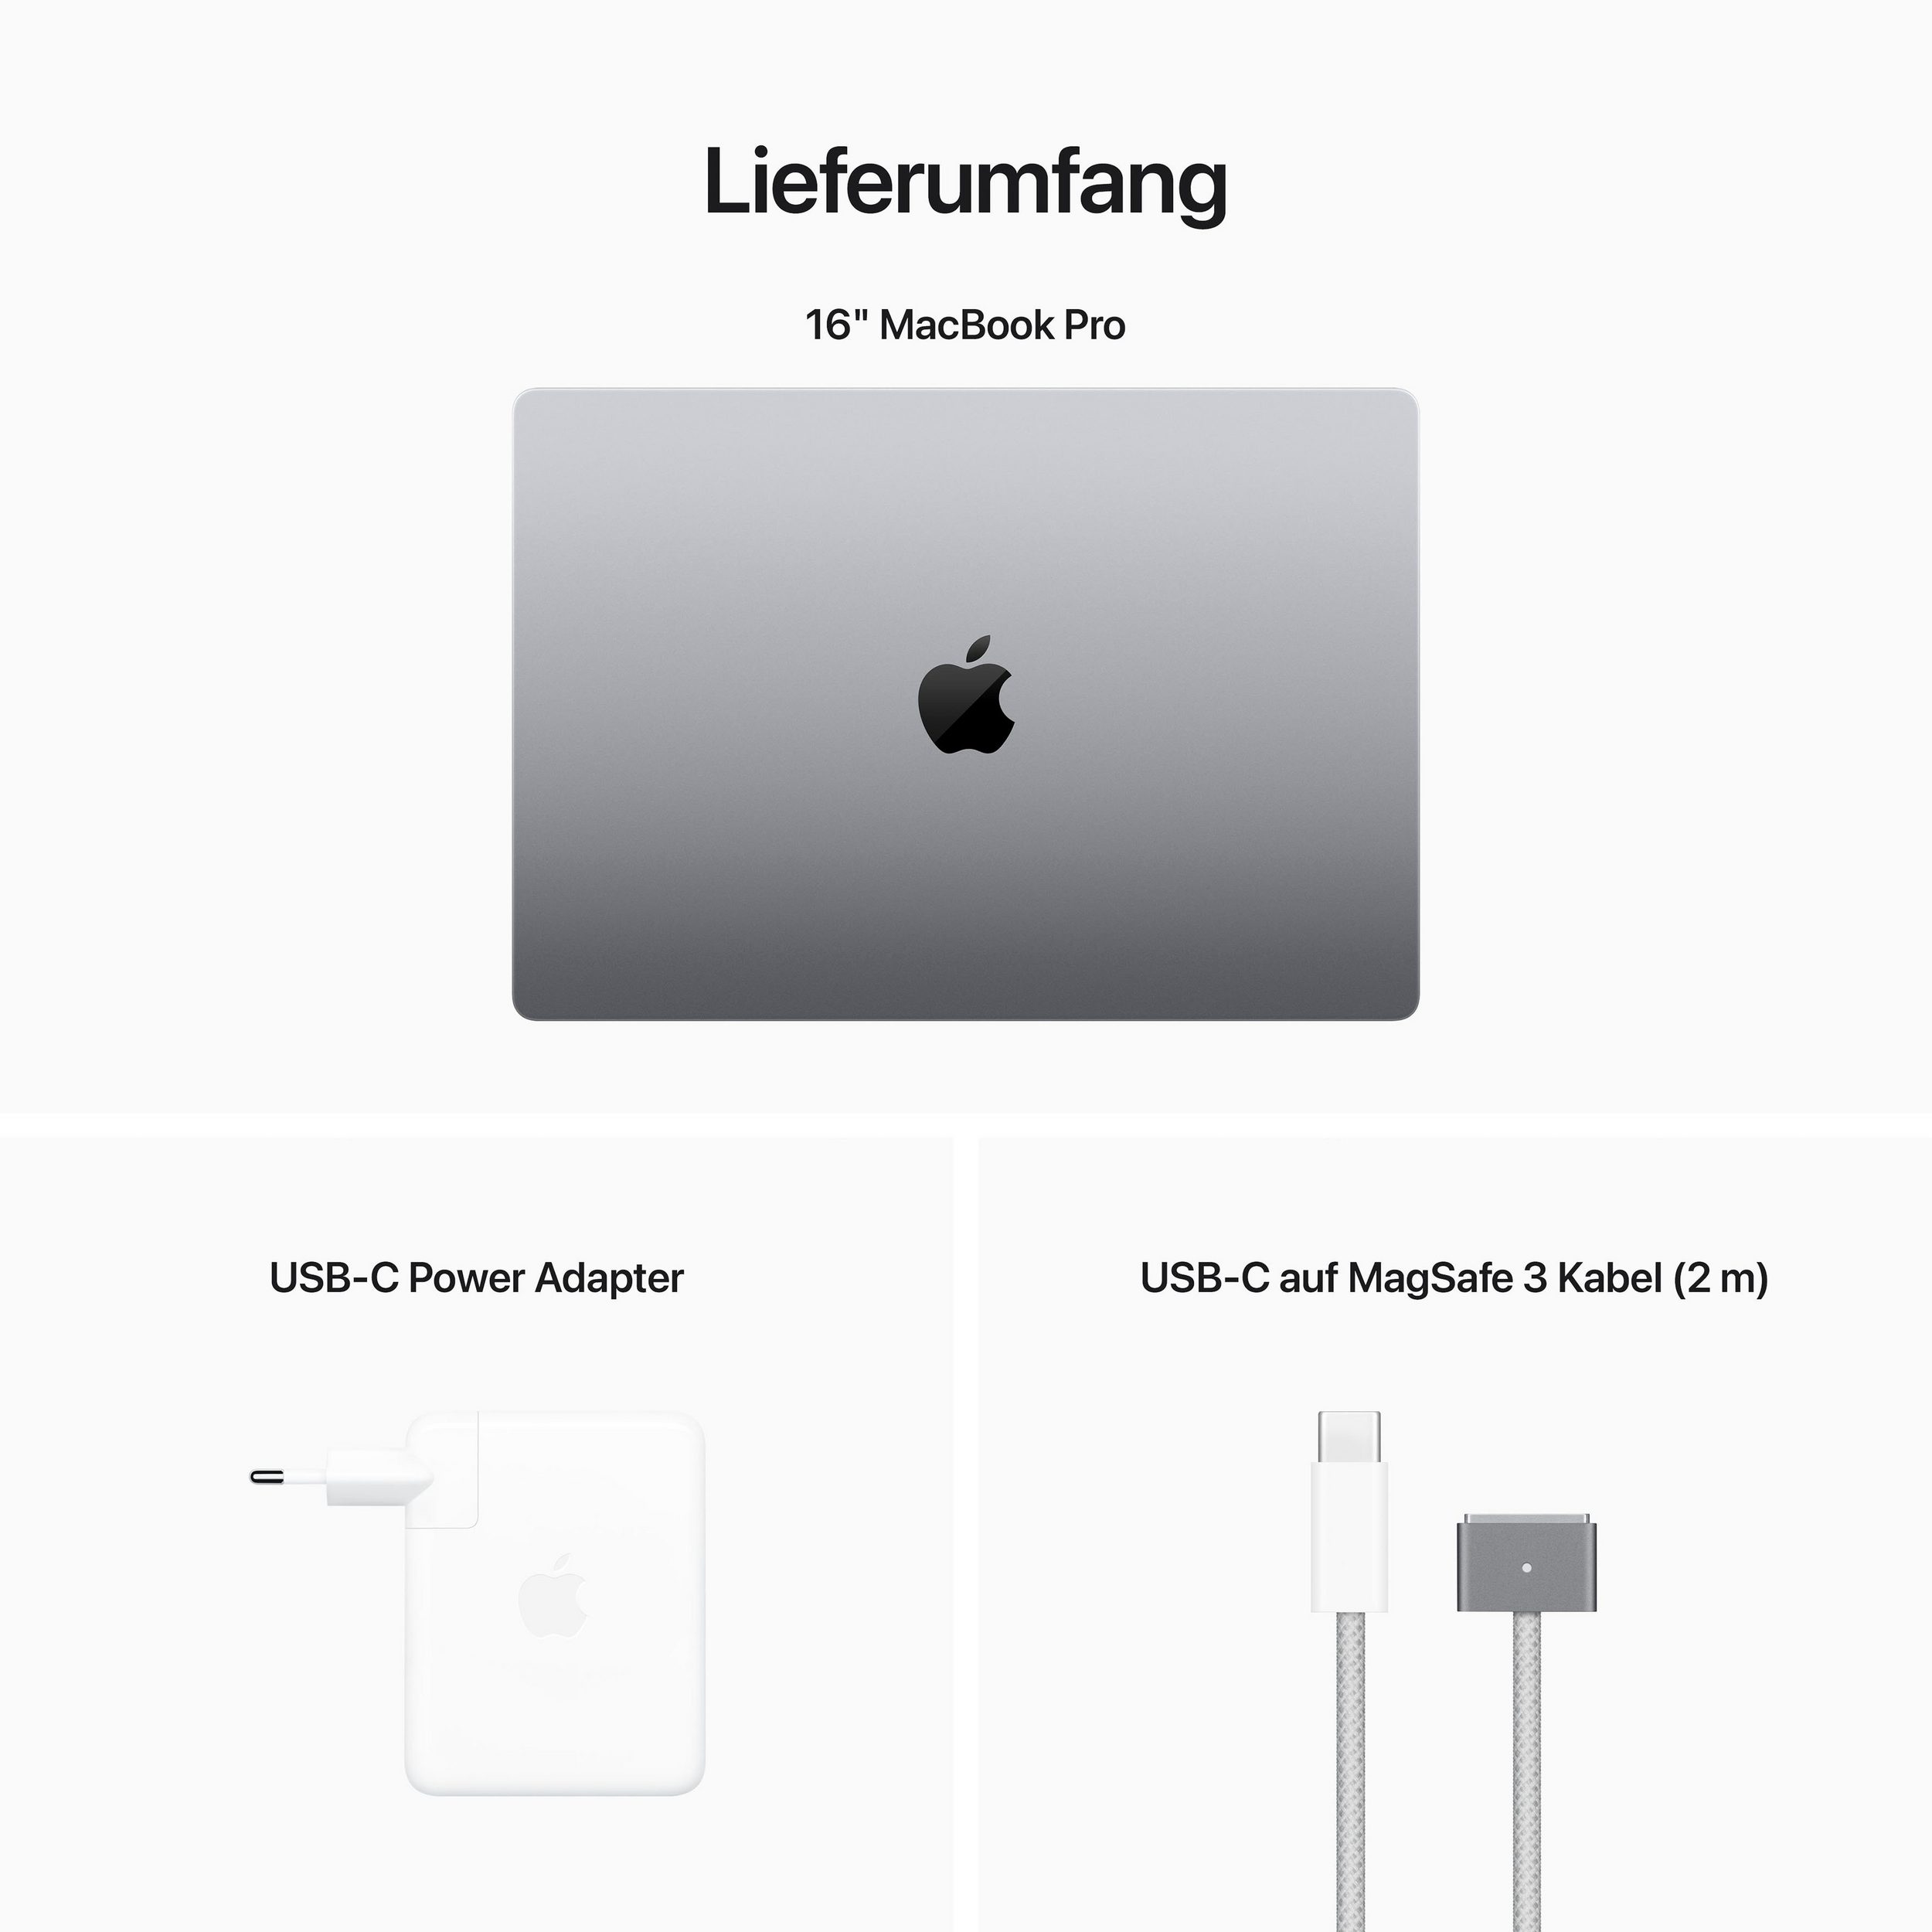 Lieferumfang
16" MacBook Pro
USB-C Power Adapter
USB-C auf MagSafe 3 Kabel (2 m)